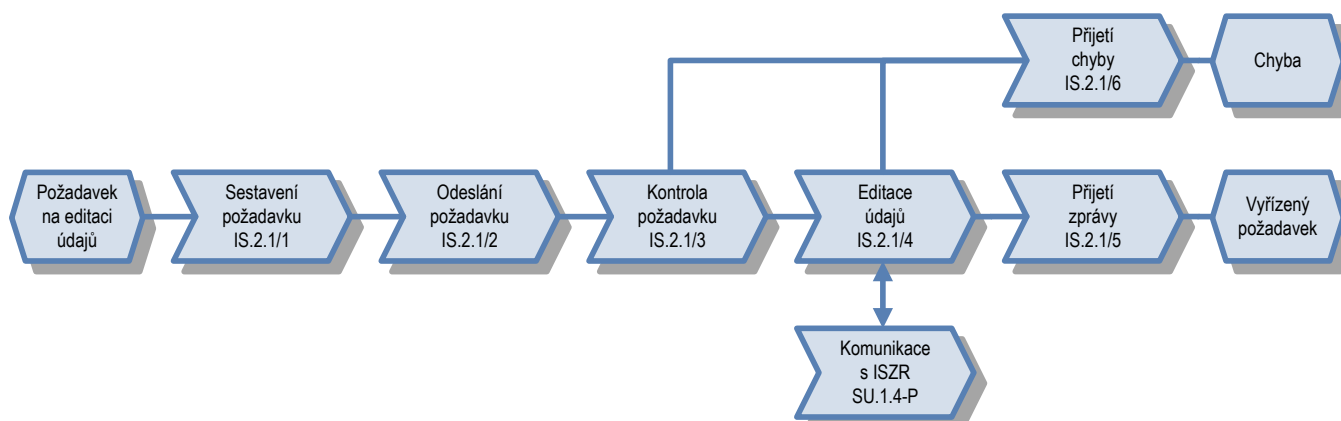 Přijetí
chyby
IS.2.1/6
Chyba
Požadavek
na editaci
údajů
Sestavení
požadavku
IS.2.1/1
Odeslání
požadavku
IS.2.1/2
Kontrola
požadavku
IS.2.1/3
Editace
údajů
IS.2.1/4
Přijetí
zprávy
IS.2.1/5
Vyřízený
požadavek
Komunikace
s ISZR
SU.1.4-P